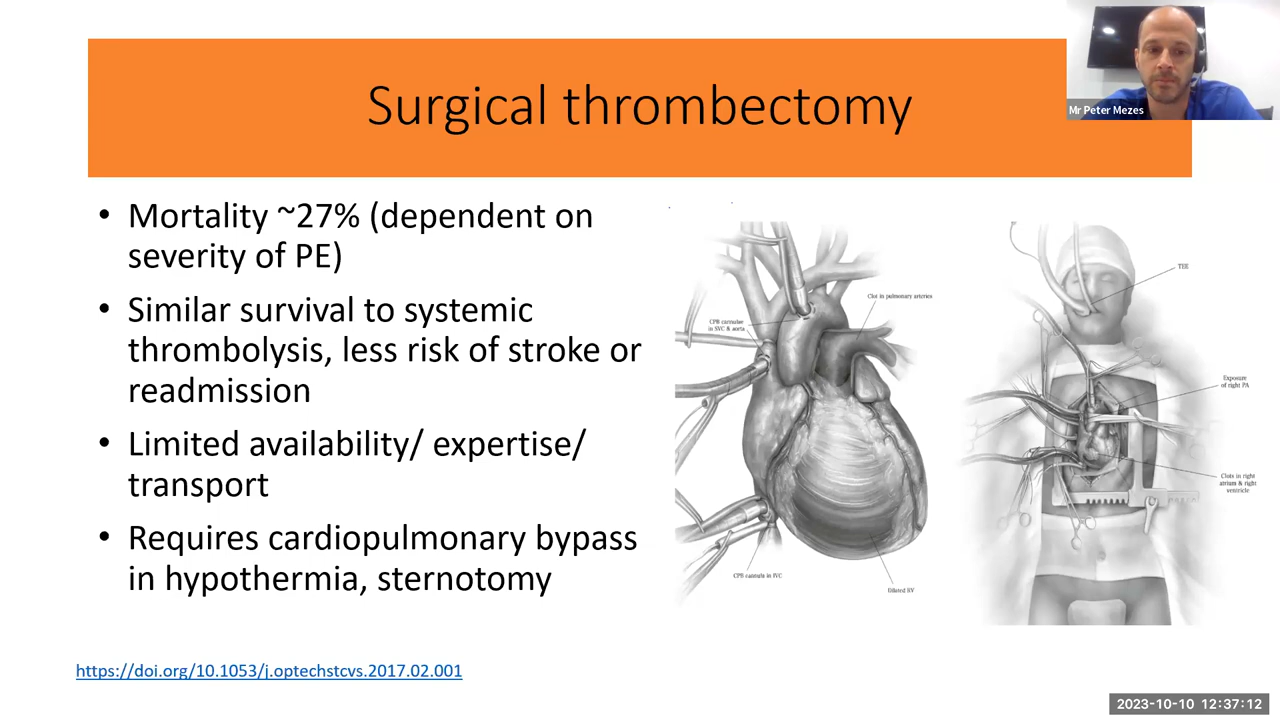 Surgical thrombectomy
Mr Peter Mezes
• Mortality ~27% (dependent on
severity of PE)
• Similar survival to systemic
thrombolysis, less risk of stroke or
readmission
• Limited availability/ expertise/
transport
• Requires cardiopulmonary bypass
in hypothermia, sternotomy
CPB cannulae
in SVC & aorta
Clot in pulmonary arteries
CPB cannula in IVC
Dilated RV
TEE
Exposure
of right PA
Clots in right
atrium & right
ventricle
https://doi.org/10.1053/j.optechstcvs.2017.02.001
2023-10-10 12:37:12